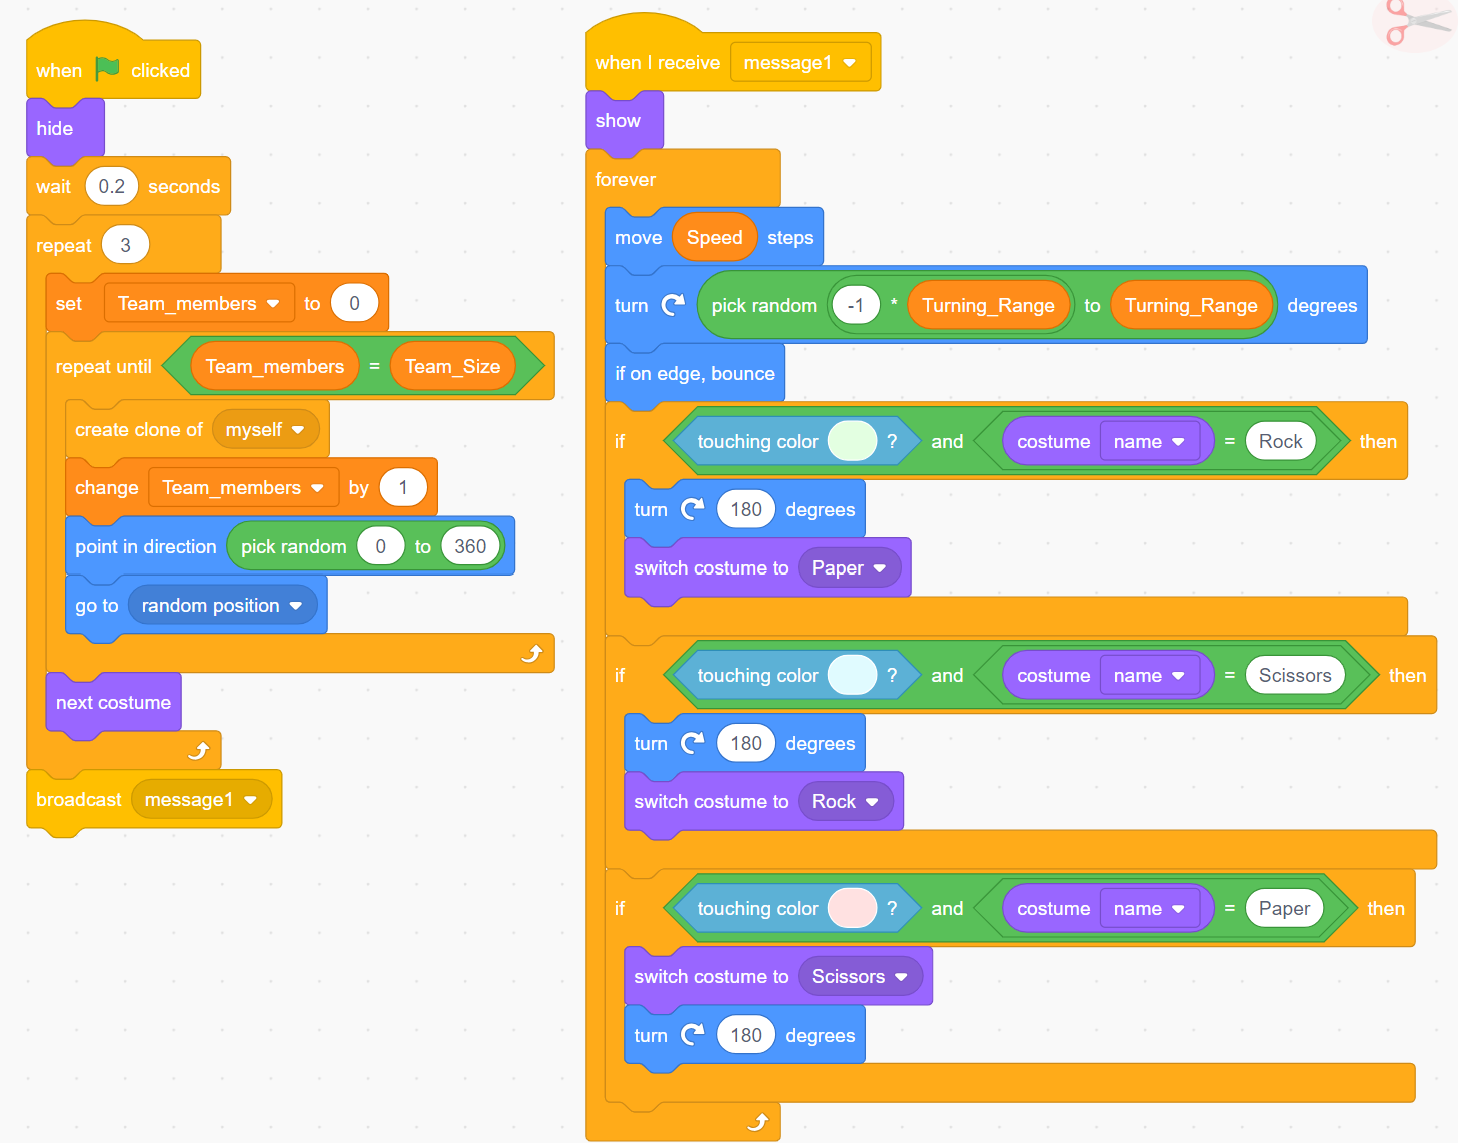 when clicked
hide
wait 0.2 seconds
repeat 3
set Team_members to 0
repeat until Team_members = Team_Size
create clone of myself
change Team_members by 1
point in direction pick random 0 to 360
go to random position
next costume
broadcast message1
when I receive message1
show
forever
move Speed steps
turn pick random -1 * Turning_Range to Turning_Range degrees
if on edge, bounce
if touching color ? and costume name = Rock then
turn 180 degrees
switch costume to Paper
if touching color ? and costume name = Scissors then
turn 180 degrees
switch costume to Rock
if touching color ? and costume name = Paper then
switch costume to Scissors
turn 180 degrees